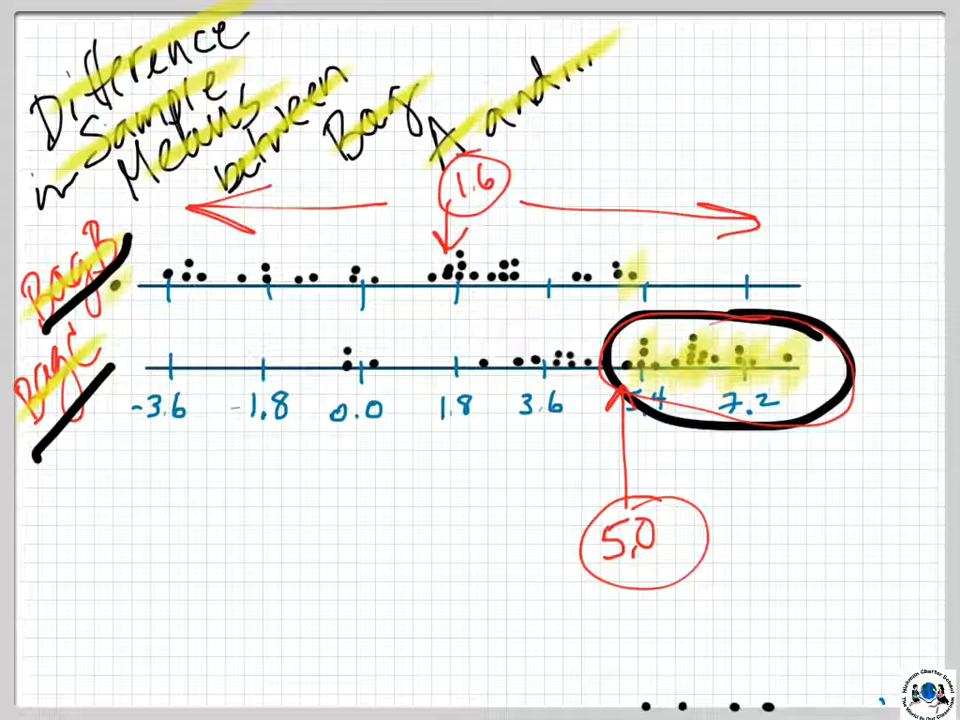 Difference
in Sample
Means
between
Bag
A and...
1.6
Bag B
Bag C
-3.6 -1.8 0.0 1.8 3.6 5.4 7.2
5.0